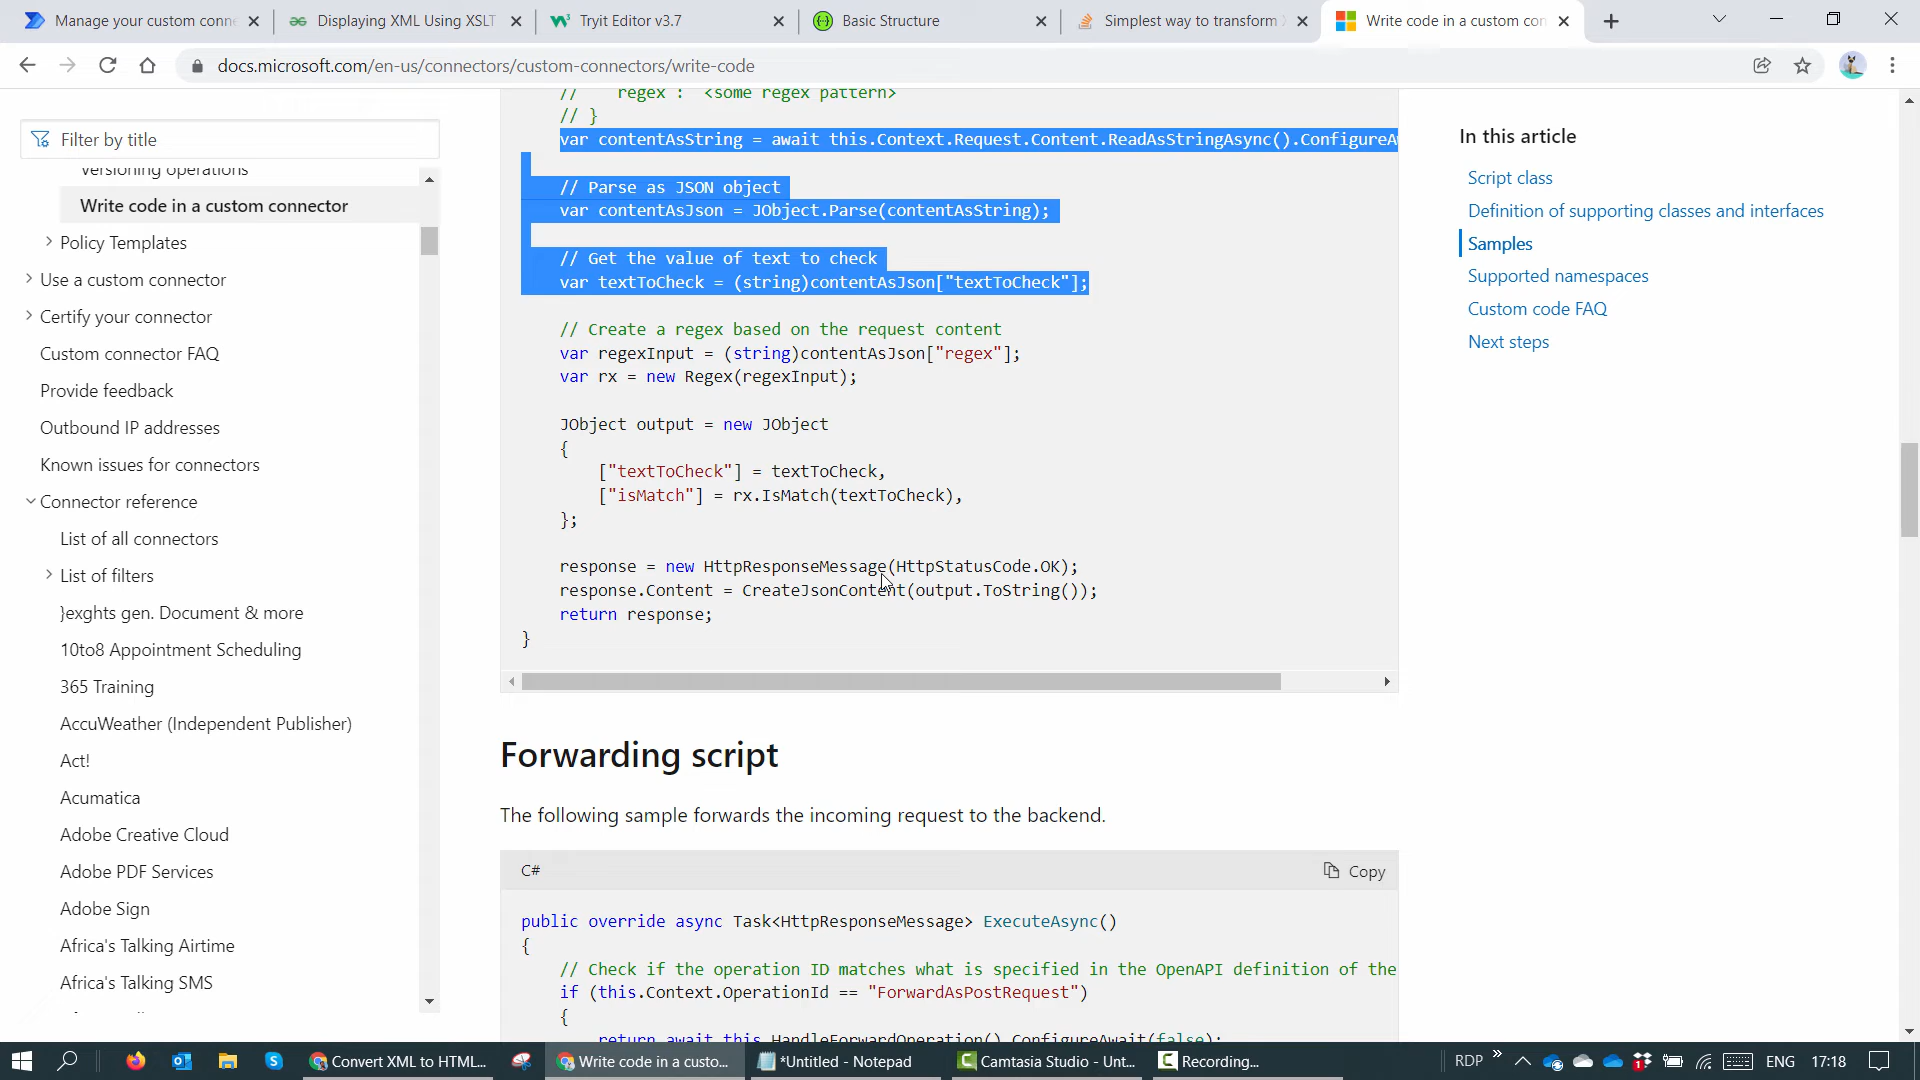 Manage your custom conne
Displaying XML Using XSLT
Tryit Editor v3.7
Basic Structure
Simplest way to transform
Write code in a custom con
docs.microsoft.com/en-us/connectors/custom-connectors/write-code
Filter by title
Versioning operations
Write code in a custom connector
Policy Templates
Use a custom connector
Certify your connector
Custom connector FAQ
Provide feedback
Outbound IP addresses
Known issues for connectors
Connector reference
List of all connectors
List of filters
}exghts gen. Document & more
10to8 Appointment Scheduling
365 Training
AccuWeather (Independent Publisher)
Act!
Acumatica
Adobe Creative Cloud
Adobe PDF Services
Adobe Sign
Africa's Talking Airtime
Africa's Talking SMS
// regex : <some regex pattern>
// }
var contentAsString = await this.Context.Request.Content.ReadAsStringAsync().ConfigureA
// Parse as JSON object
var contentAsJson = JObject.Parse(contentAsString);
// Get the value of text to check
var textToCheck = (string)contentAsJson["textToCheck"];
// Create a regex based on the request content
var regexInput = (string)contentAsJson["regex"];
var rx = new Regex(regexInput);
JObject output = new JObject
{
["textToCheck"] = textToCheck,
["isMatch"] = rx.IsMatch(textToCheck),
};
response = new HttpResponseMessage(HttpStatusCode.OK);
response.Content = CreateJsonContent(output.ToString());
return response;
}
Forwarding script
The following sample forwards the incoming request to the backend.
C#
Copy
public override async Task<HttpResponseMessage> ExecuteAsync()
{
// Check if the operation ID matches what is specified in the OpenAPI definition of the
if (this.Context.OperationId == "ForwardAsPostRequest")
{
return await this.HandleForwardOperation().ConfigureAwait(false);
In this article
Script class
Definition of supporting classes and interfaces
Samples
Supported namespaces
Custom code FAQ
Next steps
Convert XML to HTML...
Write code in a custo...
*Untitled - Notepad
Camtasia Studio - Unt...
Recording...
RDP
ENG
17:18